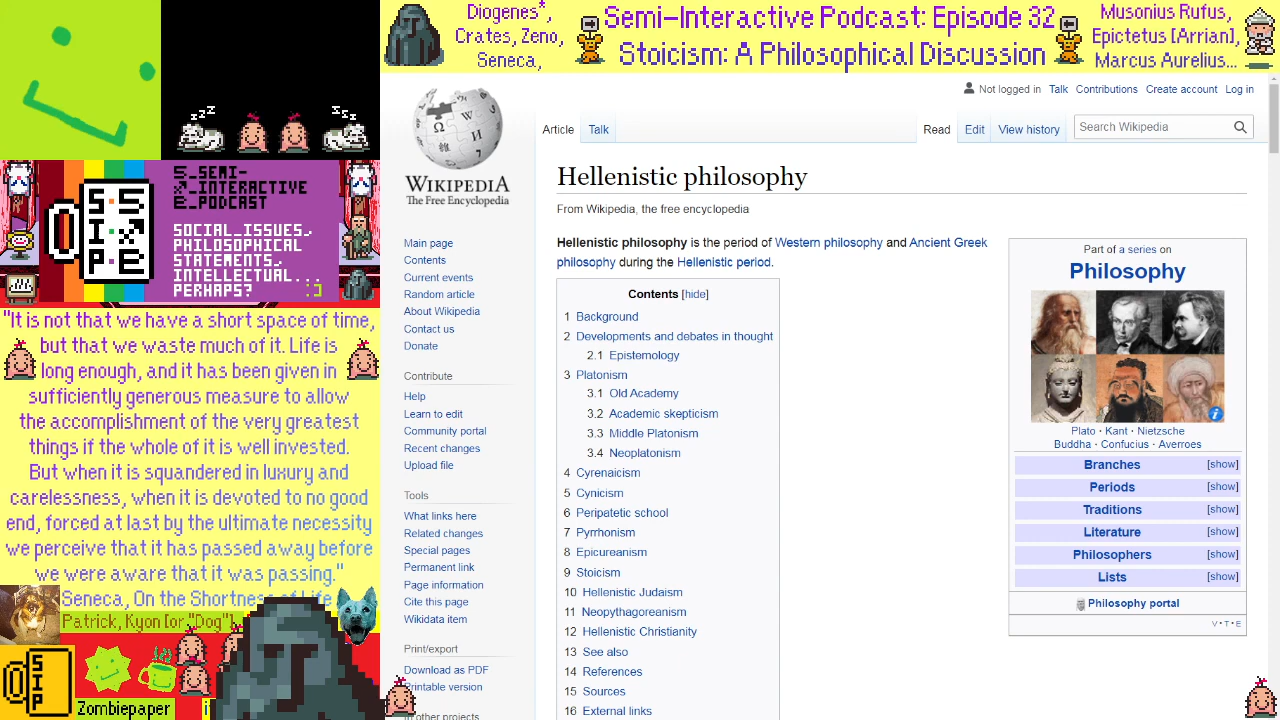 Diogenes*,
Crates, Zeno,
Seneca,
Semi-Interactive Podcast: Episode 32
Stoicism: A Philosophical Discussion
Musonius Rufus,
Epictetus [Arrian],
Marcus Aurelius...
zzZ
zzZ
S_SEMI-
_INTERACTIVE
_PODCAST
SOCIAL_ISSUES.
PHILOSOPHICAL
STATEMENTS.
INTELLECTUAL...
PERHAPS? :)
"It is not that we have a short space of time,
but that we waste much of it. Life is
long enough, and it has been given in
sufficiently generous measure to allow
the accomplishment of the very greatest
things if the whole of it is well invested.
But when it is squandered in luxury and
carelessness, when it is devoted to no good
end, forced at last by the ultimate necessity
we perceive that it has passed away before
we were aware that it was passing."
Seneca, On the Shortness of Life
Patrick, Kyon [or "Dog"]
SIP
Zombiepaper
WIKIPEDIA
The Free Encyclopedia
Main page
Contents
Current events
Random article
About Wikipedia
Contact us
Donate
Contribute
Help
Learn to edit
Community portal
Recent changes
Upload file
Tools
What links here
Related changes
Special pages
Permanent link
Page information
Cite this page
Wikidata item
Print/export
Download as PDF
Printable version
In other projects
Not logged in Talk Contributions Create account Log in
Article Talk Read Edit View history Search Wikipedia
Hellenistic philosophy
From Wikipedia, the free encyclopedia
Hellenistic philosophy is the period of Western philosophy and Ancient Greek
philosophy during the Hellenistic period.
Contents [hide]
1 Background
2 Developments and debates in thought
2.1 Epistemology
3 Platonism
3.1 Old Academy
3.2 Academic skepticism
3.3 Middle Platonism
3.4 Neoplatonism
4 Cyrenaicism
5 Cynicism
6 Peripatetic school
7 Pyrrhonism
8 Epicureanism
9 Stoicism
10 Hellenistic Judaism
11 Neopythagoreanism
12 Hellenistic Christianity
13 See also
14 References
15 Sources
16 External links
Part of a series on
Philosophy
Plato · Kant · Nietzsche
Buddha · Confucius · Averroes
Branches [show]
Periods [show]
Traditions [show]
Literature [show]
Philosophers [show]
Lists [show]
Philosophy portal
V·T·E